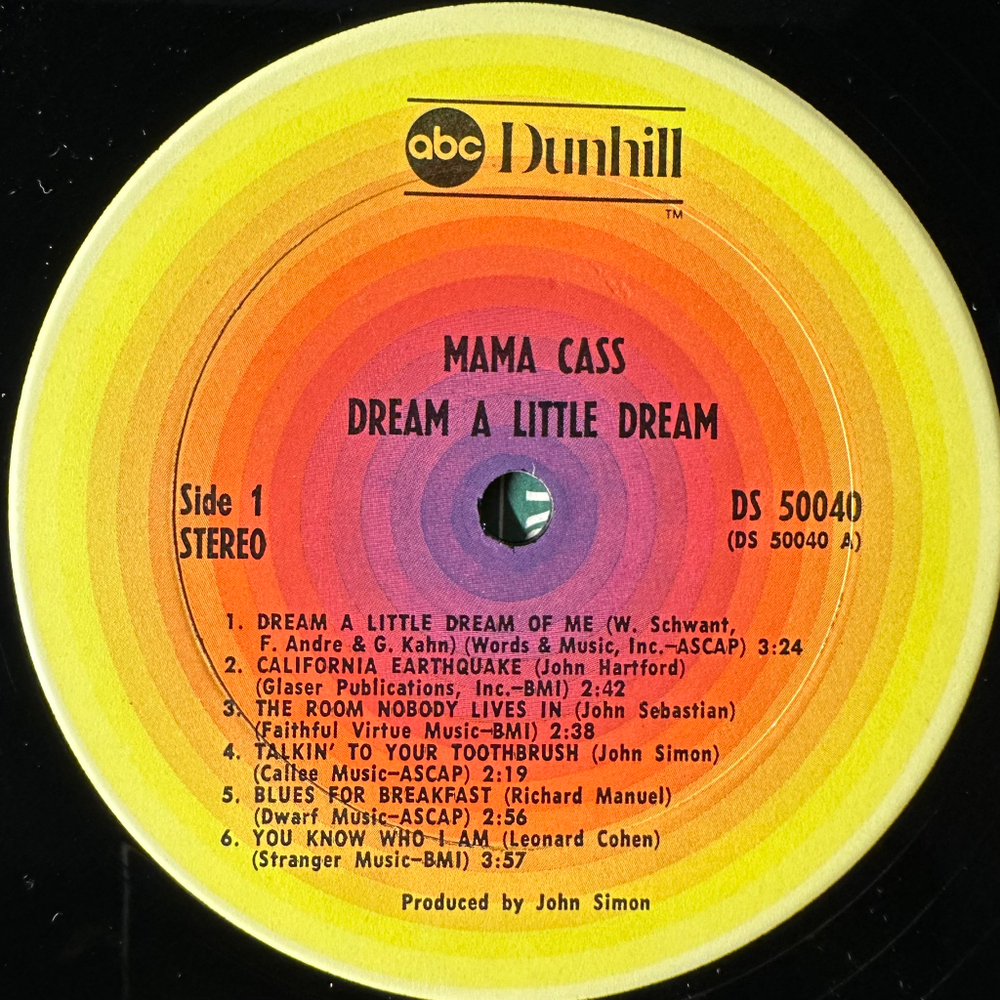 abc Dunhill
TM
MAMA CASS
DREAM A LITTLE DREAM
Side 1
STEREO
DS 50040
(DS 50040 A)
1. DREAM A LITTLE DREAM OF ME (W. Schwant,
F. Andre & G. Kahn) (Words & Music, Inc.—ASCAP) 3:24
2. CALIFORNIA EARTHQUAKE (John Hartford)
(Glaser Publications, Inc.—BMI) 2:42
3. THE ROOM NOBODY LIVES IN (John Sebastian)
(Faithful Virtue Music—BMI) 2:38
4. TALKIN' TO YOUR TOOTHBRUSH (John Simon)
(Callee Music—ASCAP) 2:19
5. BLUES FOR BREAKFAST (Richard Manuel)
(Dwarf Music—ASCAP) 2:56
6. YOU KNOW WHO I AM (Leonard Cohen)
(Stranger Music—BMI) 3:57
Produced by John Simon